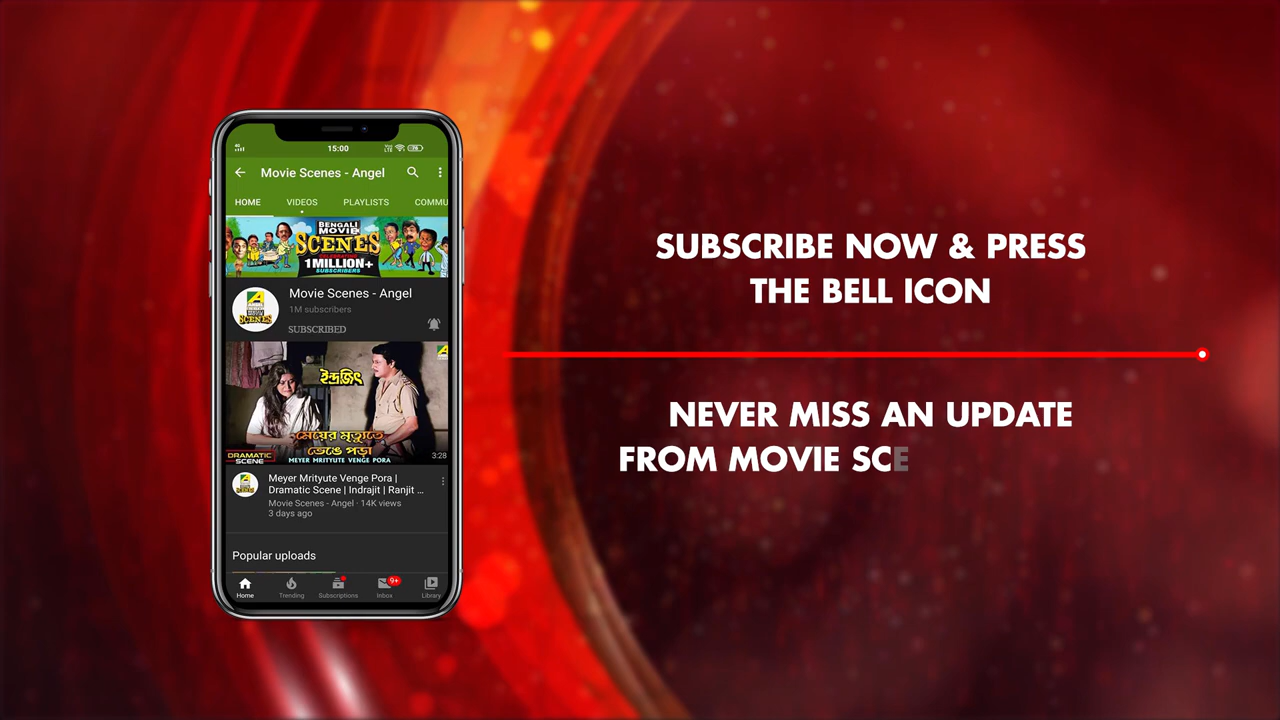 15:00
Movie Scenes - Angel
HOME VIDEOS PLAYLISTS COMMU
BENGALI
MOVIE
SCENES
CELEBRATING
1 MILLION+
SUBSCRIBERS
Movie Scenes - Angel
1M subscribers
SUBSCRIBED
ইন্দ্রজিৎ
মেয়ের মৃত্যুতে
ভেঙে পড়া
DRAMATIC
SCENE
MEYER MRITYUTE VENGE PORA
3:28
Meyer Mrityute Venge Pora |
Dramatic Scene | Indrajit | Ranjit ...
Movie Scenes - Angel · 14K views
3 days ago
Popular uploads
9+
Home Trending Subscriptions Inbox Library
SUBSCRIBE NOW & PRESS
THE BELL ICON
NEVER MISS AN UPDATE
FROM MOVIE SCE